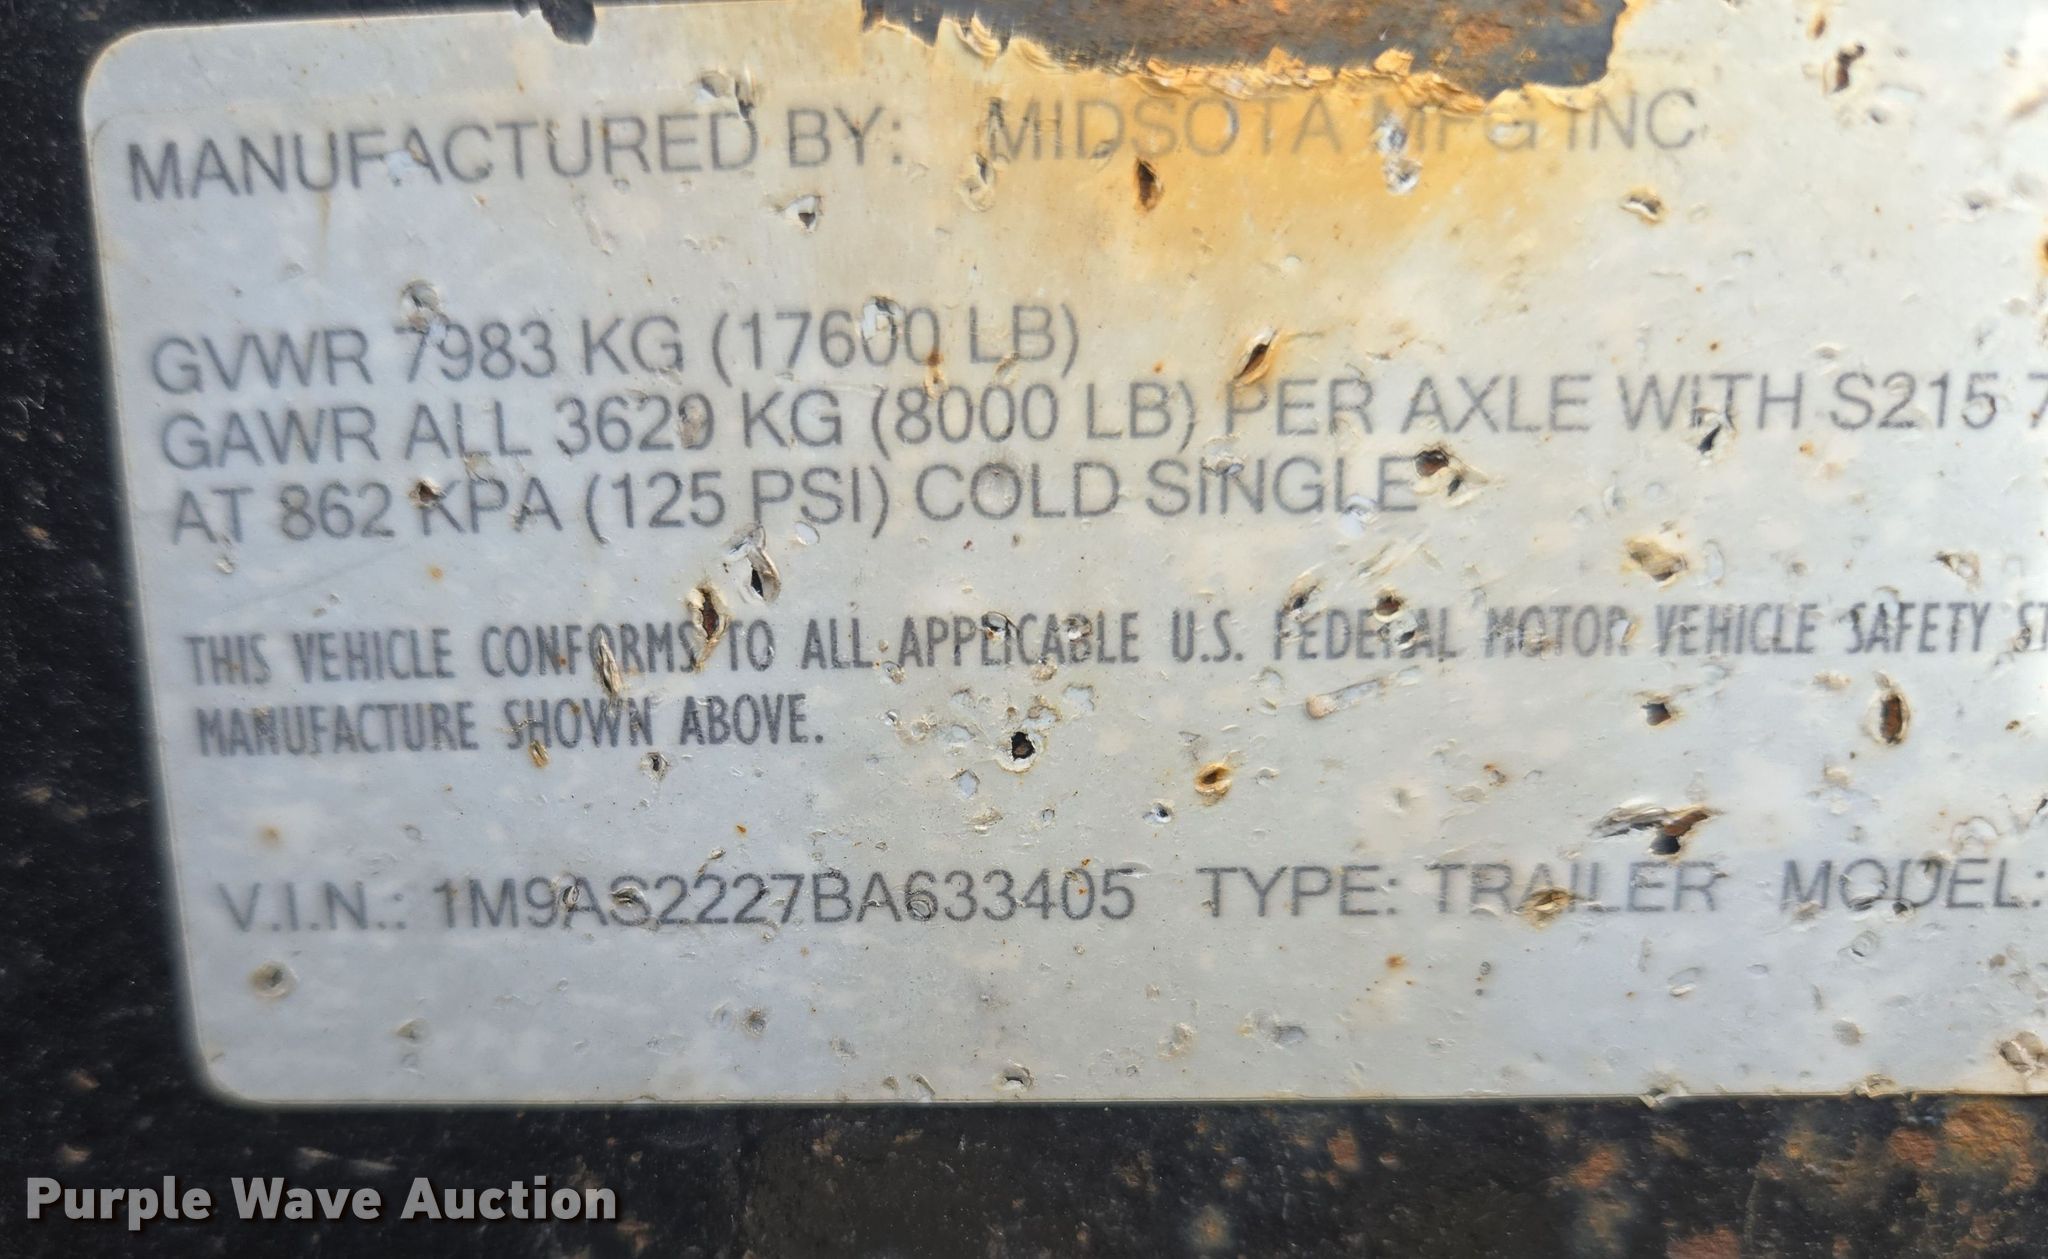 MANUFACTURED BY: MIDSOTA MFG INC
GVWR 7983 KG (17600 LB)
GAWR ALL 3629 KG (8000 LB) PER AXLE WITH S215 7
AT 862 KPA (125 PSI) COLD SINGLE
THIS VEHICLE CONFORMS TO ALL APPLICABLE U.S. FEDERAL MOTOR VEHICLE SAFETY ST
MANUFACTURE SHOWN ABOVE.
V.I.N.: 1M9AS2227BA633405 TYPE: TRAILER MODEL:
Purple Wave Auction